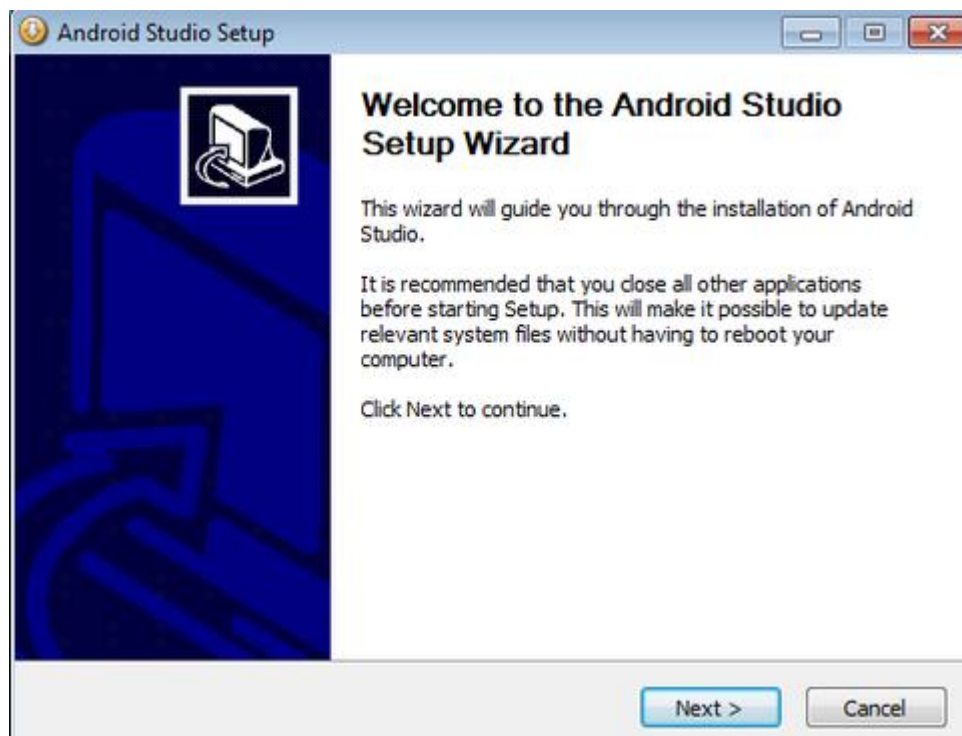 Android Studio Setup
Welcome to the Android Studio
Setup Wizard
This wizard will guide you through the installation of Android
Studio.
It is recommended that you close all other applications
before starting Setup. This will make it possible to update
relevant system files without having to reboot your
computer.
Click Next to continue.
Next >
Cancel